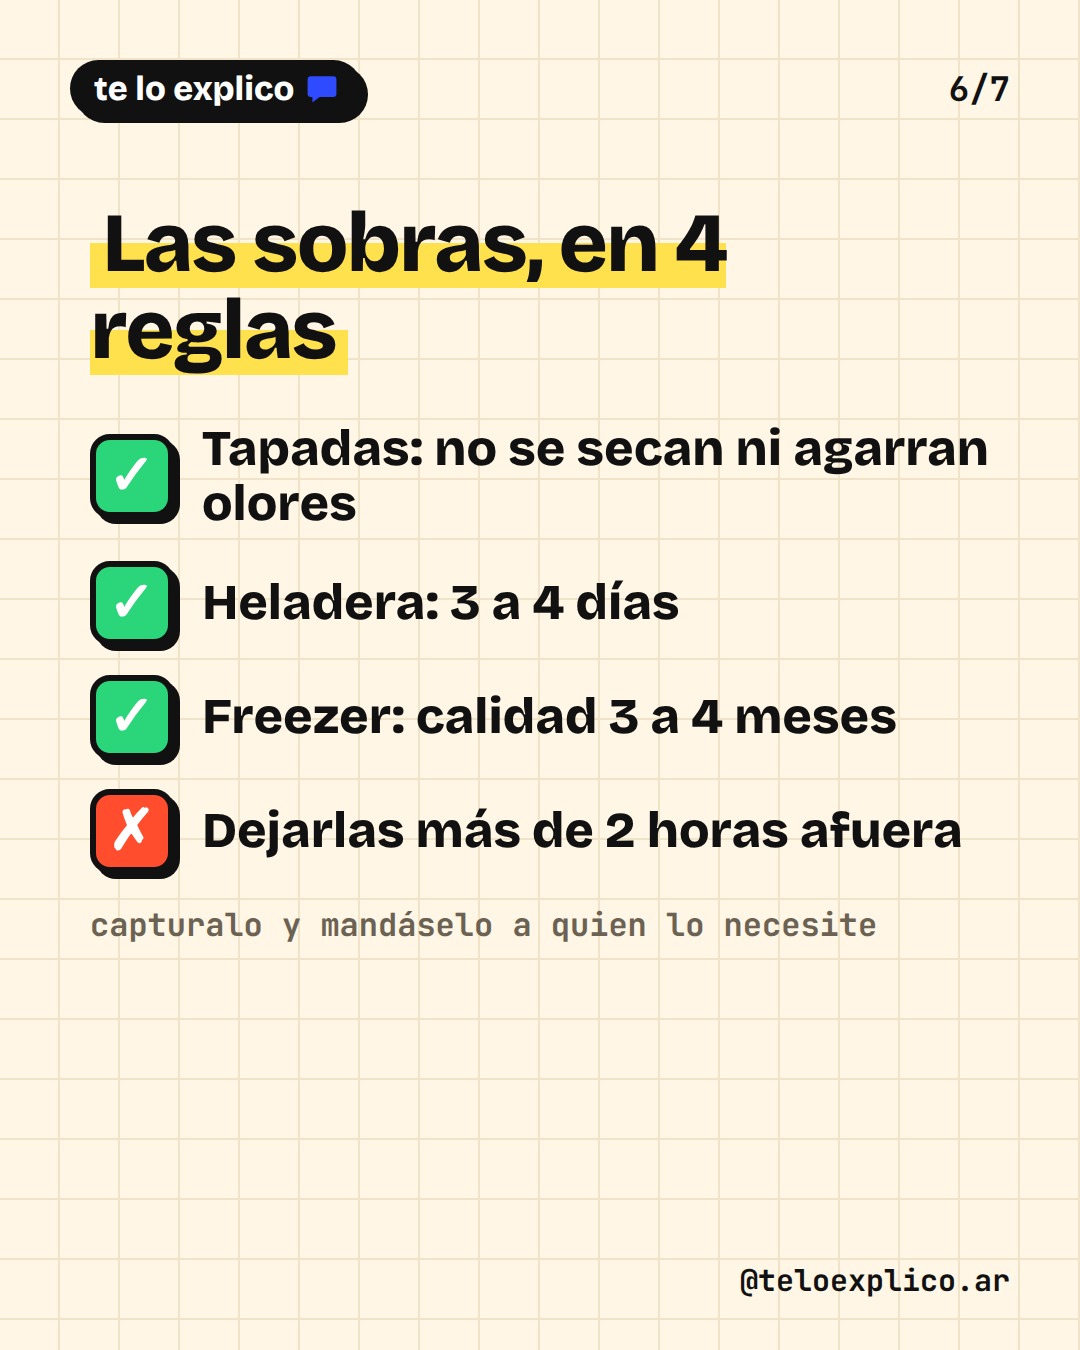 te lo explico
6/7
Las sobras, en 4
reglas
✓ Tapadas: no se secan ni agarran
olores
✓ Heladera: 3 a 4 días
✓ Freezer: calidad 3 a 4 meses
✗ Dejarlas más de 2 horas afuera
capturalo y mandáselo a quien lo necesite
@teloexplico.ar